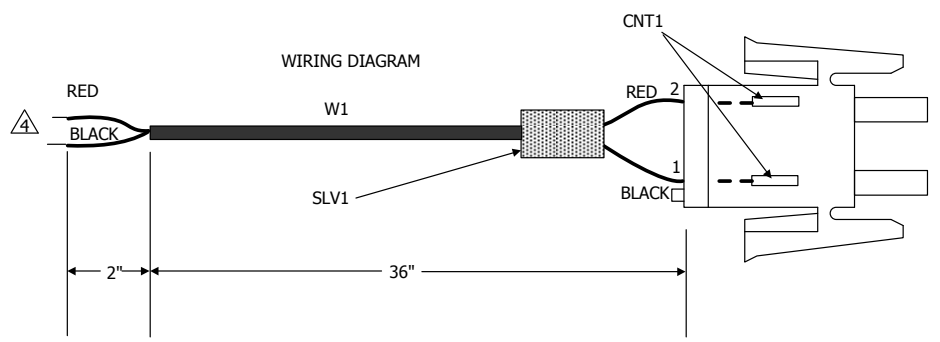 CNT1
WIRING DIAGRAM
RED
RED
2
W1
4
BLACK
1
SLV1
BLACK
2"
36"